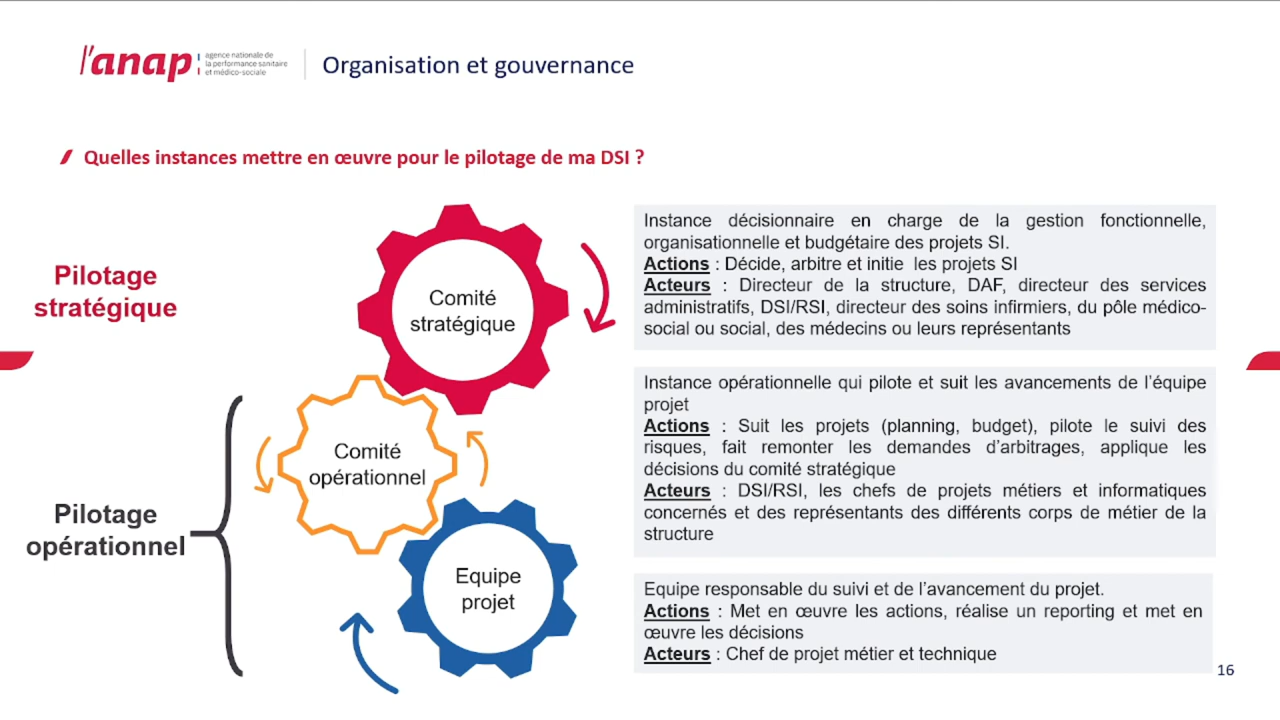 l'anap
agence nationale de
la performance sanitaire
et médico-sociale
Organisation et gouvernance
Quelles instances mettre en œuvre pour le pilotage de ma DSI ?
Pilotage
stratégique
Comité
stratégique
Instance décisionnaire en charge de la gestion fonctionnelle,
organisationnelle et budgétaire des projets SI.
Actions : Décide, arbitre et initie les projets SI
Acteurs : Directeur de la structure, DAF, directeur des services
administratifs, DSI/RSI, directeur des soins infirmiers, du pôle médico-
social ou social, des médecins ou leurs représentants
Pilotage
opérationnel
Comité
opérationnel
Instance opérationnelle qui pilote et suit les avancements de l'équipe
projet
Actions : Suit les projets (planning, budget), pilote le suivi des
risques, fait remonter les demandes d'arbitrages, applique les
décisions du comité stratégique
Acteurs : DSI/RSI, les chefs de projets métiers et informatiques
concernés et des représentants des différents corps de métier de la
structure
Equipe
projet
Equipe responsable du suivi et de l'avancement du projet.
Actions : Met en œuvre les actions, réalise un reporting et met en
œuvre les décisions
Acteurs : Chef de projet métier et technique
16